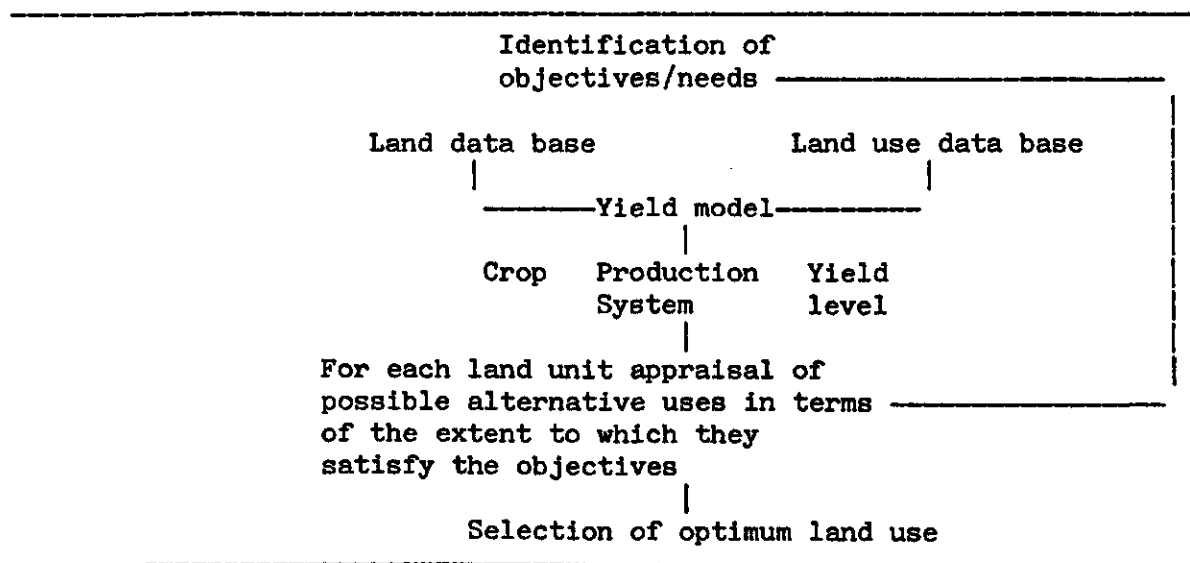 Identification of
objectives/needs
Land data base Land use data base
Yield model
Crop Production Yield
System level
For each land unit appraisal of
possible alternative uses in terms
of the extent to which they
satisfy the objectives
Selection of optimum land use